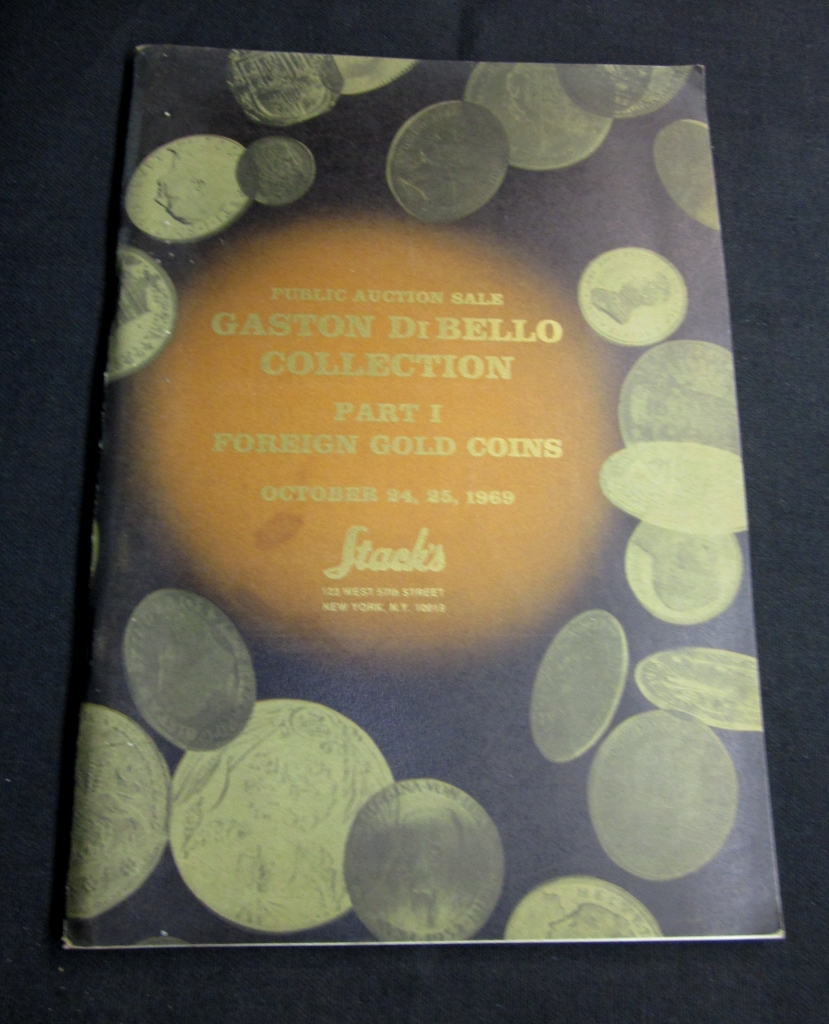 PUBLIC AUCTION SALE
GASTON DI BELLO
COLLECTION
PART I
FOREIGN GOLD COINS
OCTOBER 24, 25, 1969
Stack's
123 WEST 57th STREET
NEW YORK, N.Y. 10019